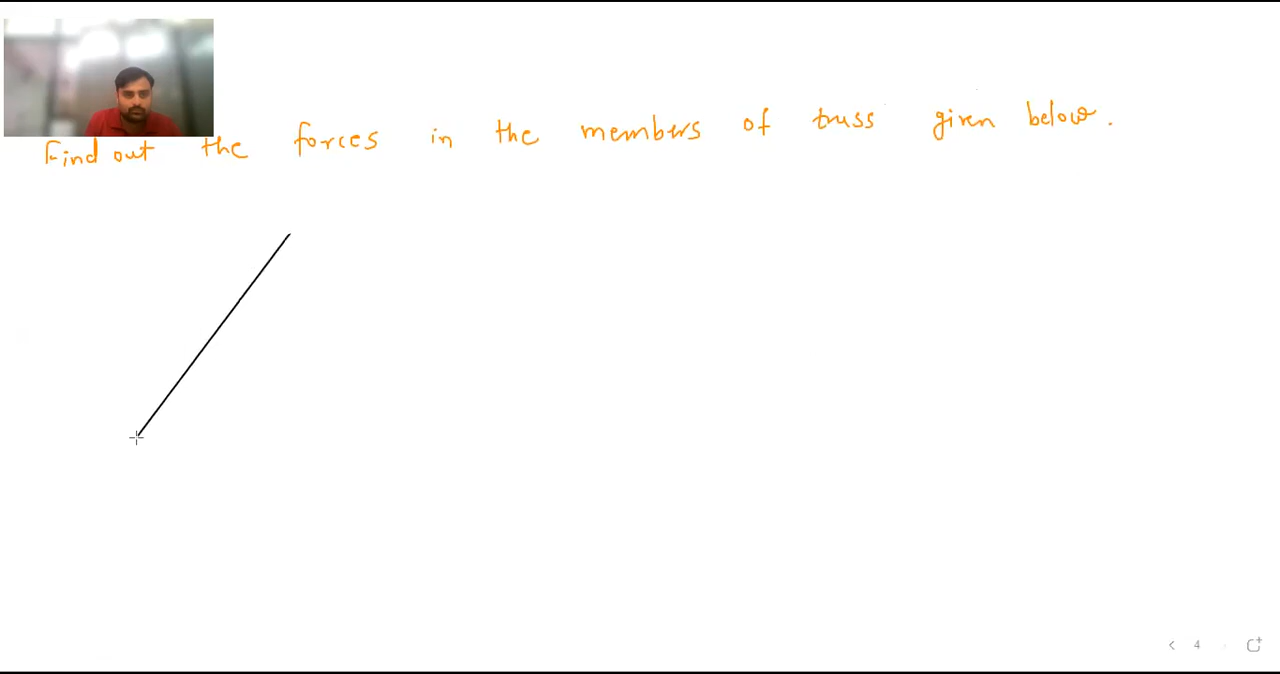 Find out the forces in the members of truss given below.
< 4